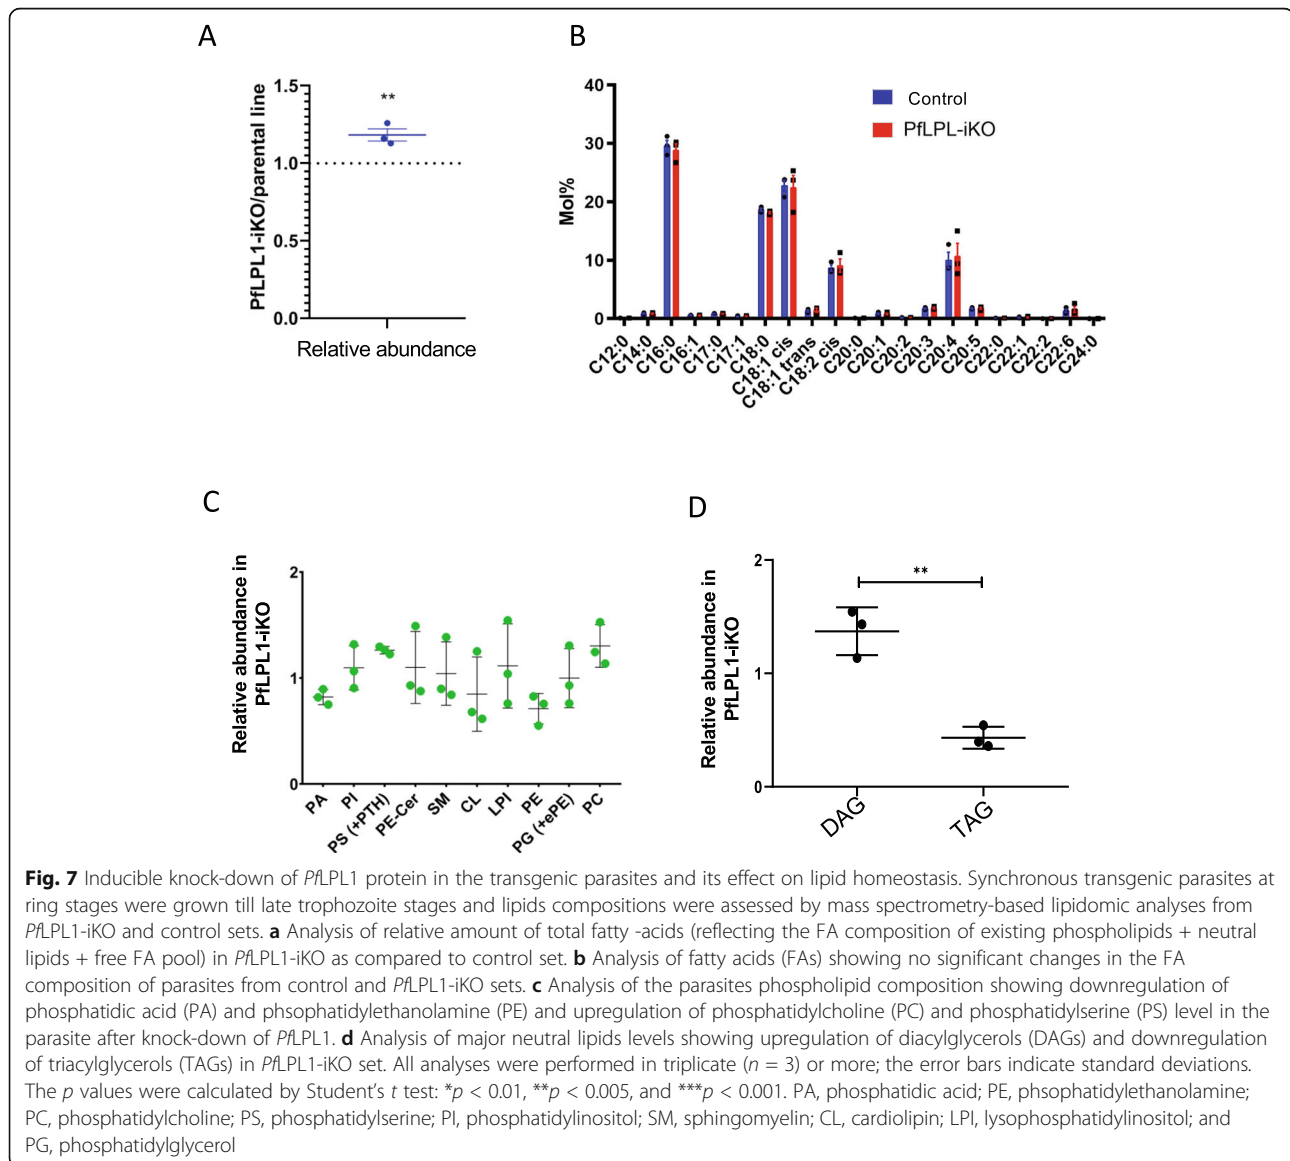 A
PfLPL1-iKO/parental line
1.5
1.0
0.5
0.0
**
Relative abundance
B
Mol%
40
30
20
10
0
Control
PfLPL-iKO
C12:0
C14:0
C16:0
C16:1
C17:0
C17:1
C18:0
C18:1 cis
C18:1 trans
C18:2 cis
C20:0
C20:1
C20:2
C20:3
C20:4
C20:5
C22:0
C22:1
C22:2
C22:6
C24:0
C
Relative abundance in
PfLPL1-iKO
2
1
0
PA
PI
PS (+PTH)
PE-Cer
SM
CL
LPI
PE
PG (+ePE)
PC
D
Relative abundance in
PfLPL1-iKO
2
1
0
**
DAG
TAG
Fig. 7 Inducible knock-down of PfLPL1 protein in the transgenic parasites and its effect on lipid homeostasis. Synchronous transgenic parasites at
ring stages were grown till late trophozoite stages and lipids compositions were assessed by mass spectrometry-based lipidomic analyses from
PfLPL1-iKO and control sets. a Analysis of relative amount of total fatty -acids (reflecting the FA composition of existing phospholipids + neutral
lipids + free FA pool) in PfLPL1-iKO as compared to control set. b Analysis of fatty acids (FAs) showing no significant changes in the FA
composition of parasites from control and PfLPL1-iKO sets. c Analysis of the parasites phospholipid composition showing downregulation of
phosphatidic acid (PA) and phsophatidylethanolamine (PE) and upregulation of phosphatidylcholine (PC) and phosphatidylserine (PS) level in the
parasite after knock-down of PfLPL1. d Analysis of major neutral lipids levels showing upregulation of diacylglycerols (DAGs) and downregulation
of triacylglycerols (TAGs) in PfLPL1-iKO set. All analyses were performed in triplicate (n = 3) or more; the error bars indicate standard deviations.
The p values were calculated by Student's t test: *p < 0.01, **p < 0.005, and ***p < 0.001. PA, phosphatidic acid; PE, phsophatidylethanolamine;
PC, phosphatidylcholine; PS, phosphatidylserine; PI, phosphatidylinositol; SM, sphingomyelin; CL, cardiolipin; LPI, lysophosphatidylinositol; and
PG, phosphatidylglycerol